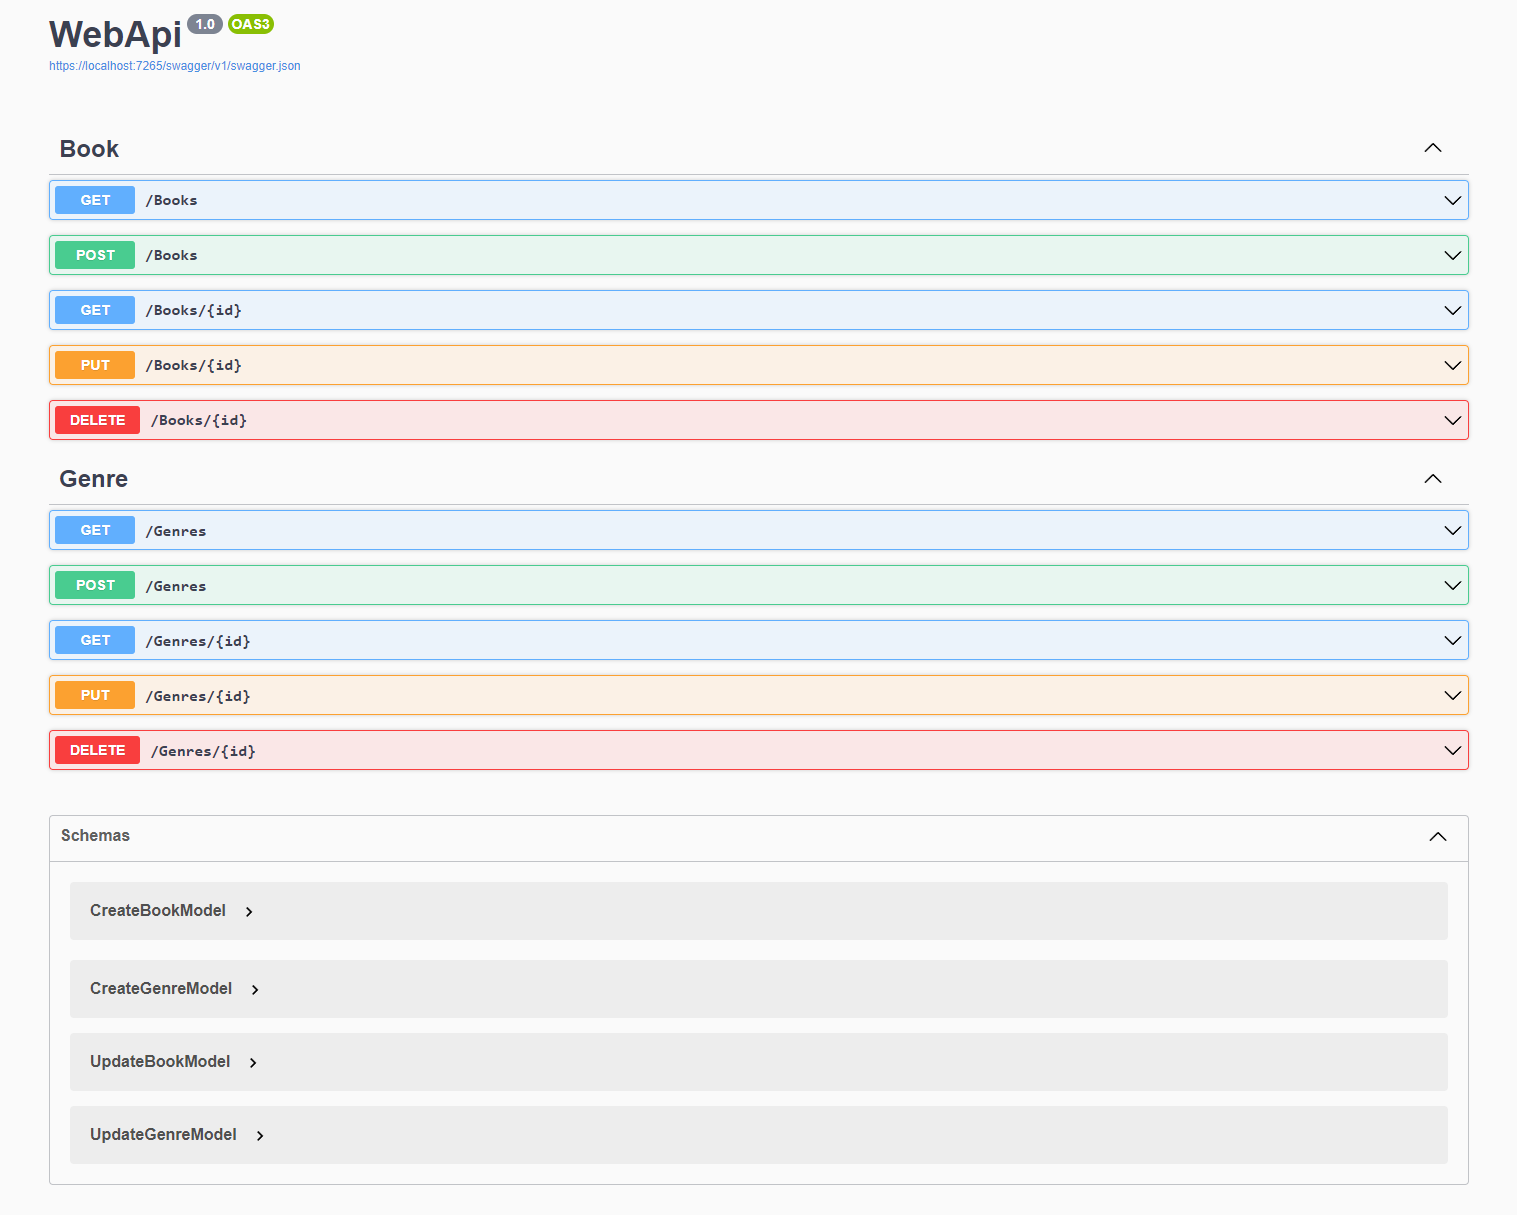 WebApi 1.0 OAS3
https://localhost:7265/swagger/v1/swagger.json
Book
GET /Books
POST /Books
GET /Books/{id}
PUT /Books/{id}
DELETE /Books/{id}
Genre
GET /Genres
POST /Genres
GET /Genres/{id}
PUT /Genres/{id}
DELETE /Genres/{id}
Schemas
CreateBookModel
CreateGenreModel
UpdateBookModel
UpdateGenreModel